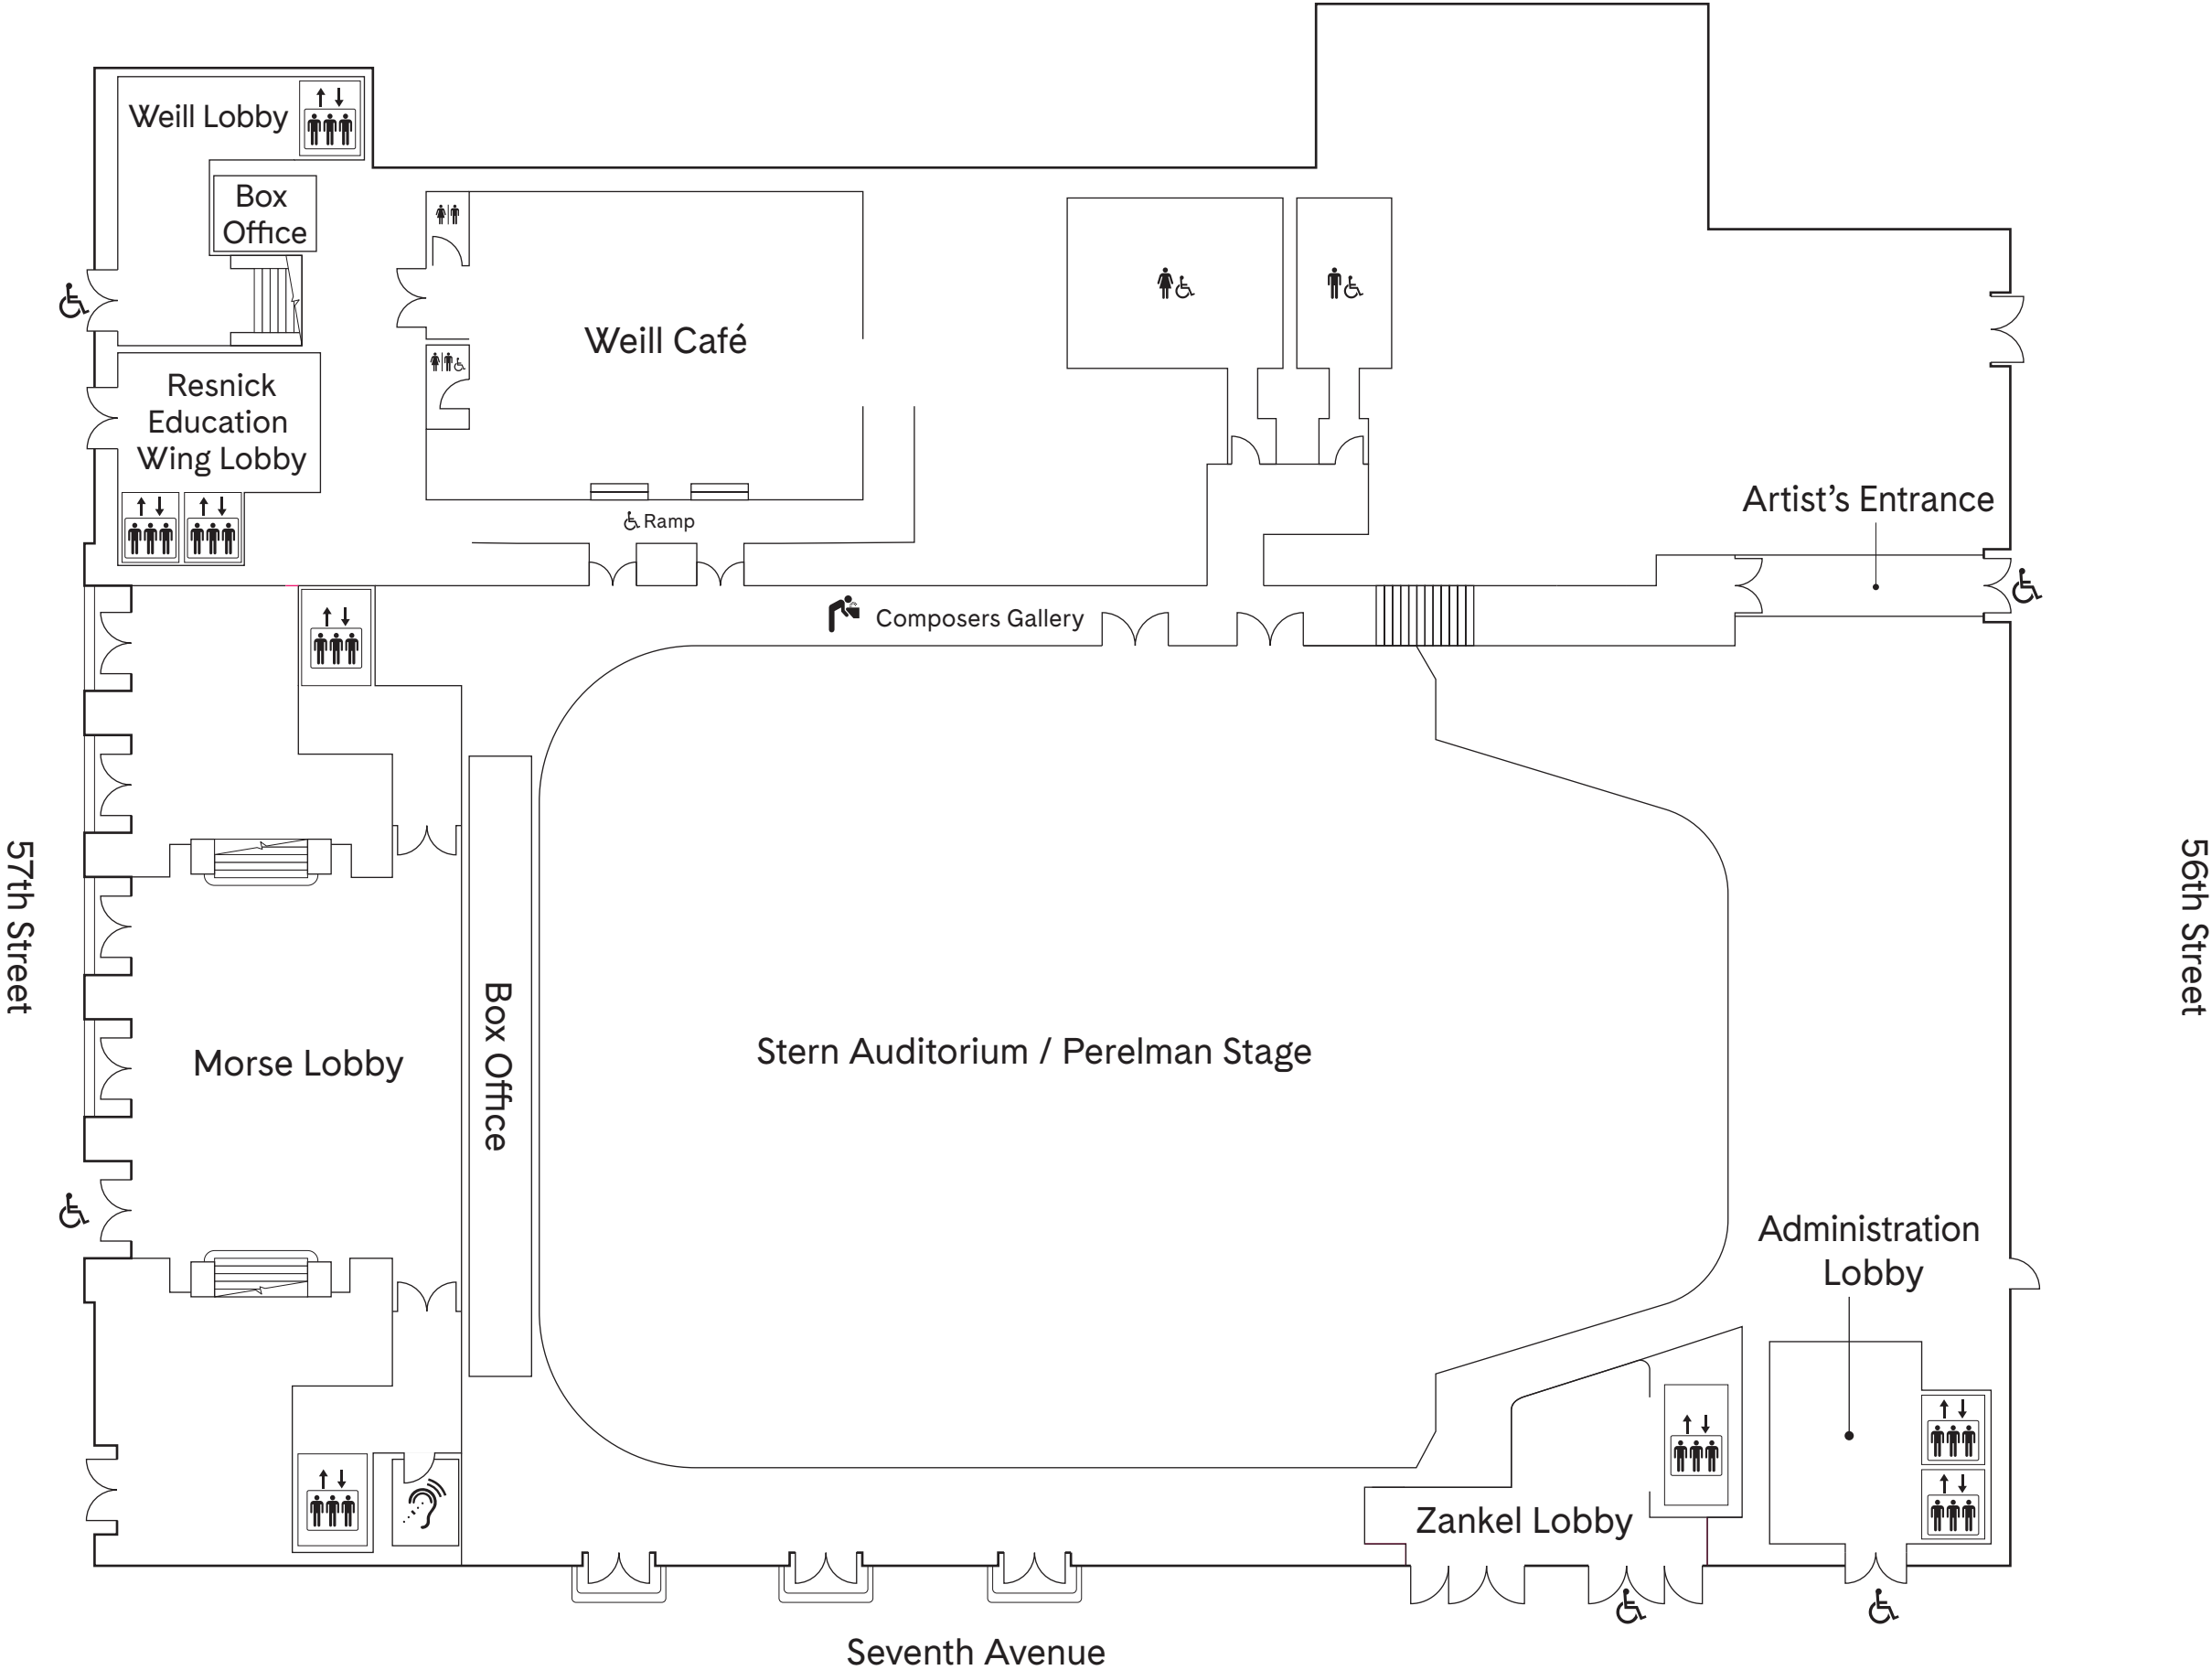 Weill Lobby
Box
Office
Weill Café
Resnick
Education
Wing Lobby
Artist’s Entrance
Ramp
Composers Gallery
57th Street
56th Street
Box Office
Stern Auditorium / Perelman Stage
Morse Lobby
Administration
Lobby
Zankel Lobby
Seventh Avenue